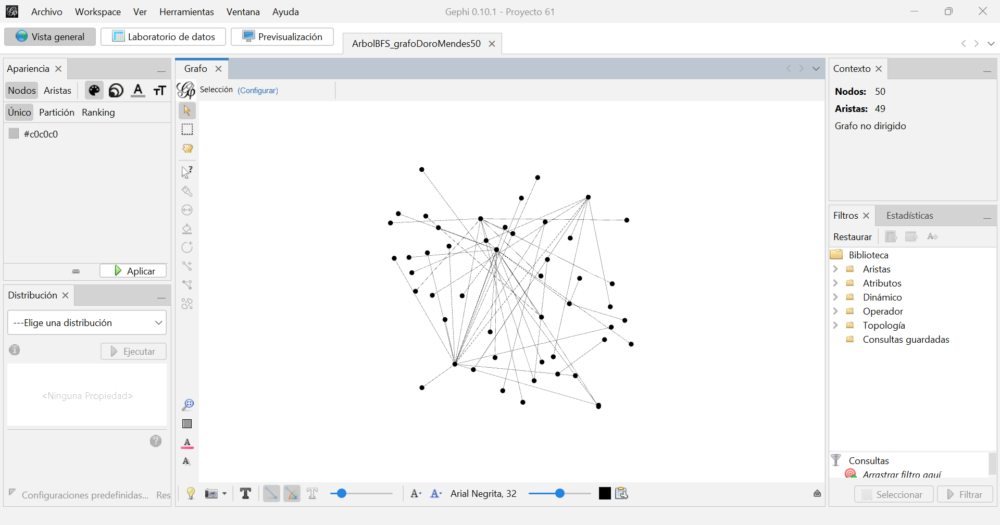 Archivo Workspace Ver Herramientas Ventana Ayuda Gephi 0.10.1 - Proyecto 61
Vista general Laboratorio de datos Previsualización ArbolBFS_grafoDoroMendes50
Apariencia
Nodos Aristas
Único Partición Ranking
#c0c0c0
Aplicar
Distribución
---Elige una distribución
Ejecutar
<Ninguna Propiedad>
Configuraciones predefinidas... Res
Grafo
Selección (Configurar)
Arial Negrita, 32
Contexto
Nodos: 50
Aristas: 49
Grafo no dirigido
Filtros Estadísticas
Restaurar
Biblioteca
Aristas
Atributos
Dinámico
Operador
Topología
Consultas guardadas
Consultas
Arrastrar filtro aquí
Seleccionar Filtrar